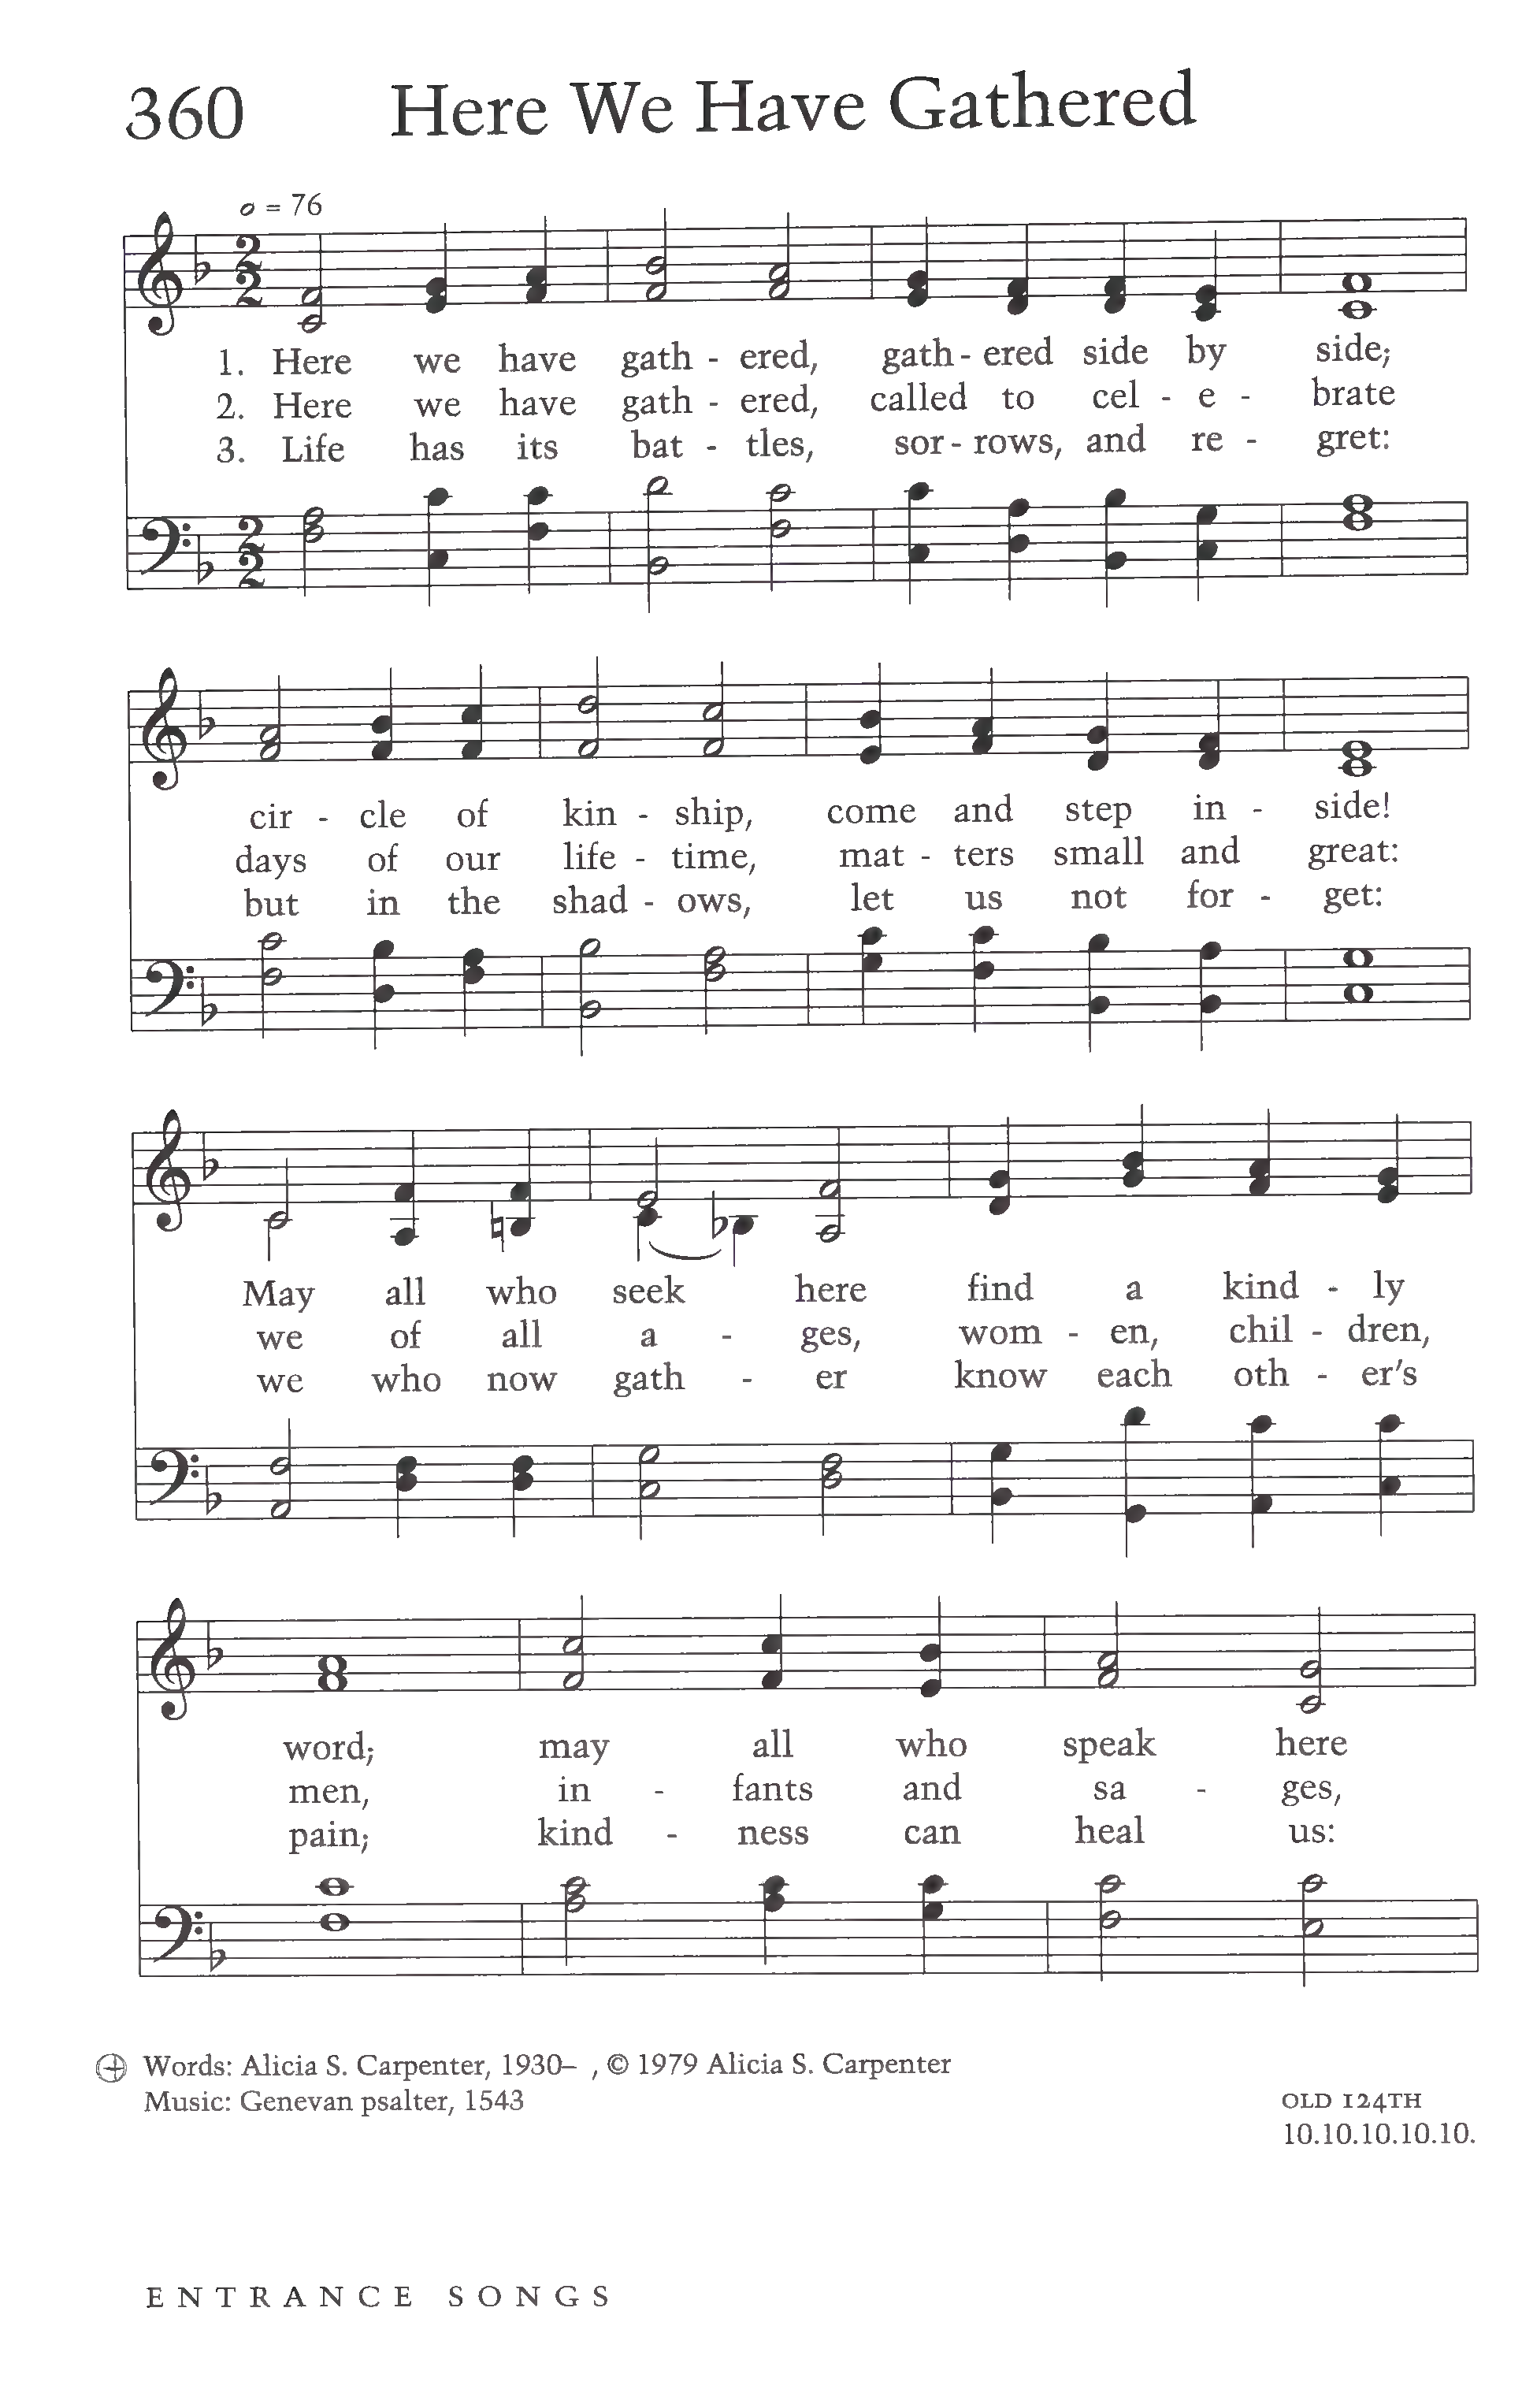 360 Here We Have Gathered
𝅗𝅥 = 76
1. Here we have gath - ered, gath - ered side by side;
2. Here we have gath - ered, called to cel - e - brate
3. Life has its bat - tles, sor - rows, and re - gret:
cir - cle of kin - ship, come and step in - side!
days of our life - time, mat - ters small and great:
but in the shad - ows, let us not for - get:
May all who seek here find a kind - ly
we of all a - ges, wom - en, chil - dren,
we who now gath - er know each oth - er's
word; may all who speak here
men, in - fants and sa - ges,
pain; kind - ness can heal us:
Words: Alicia S. Carpenter, 1930– , © 1979 Alicia S. Carpenter
Music: Genevan psalter, 1543
OLD 124TH
10.10.10.10.10.
ENTRANCE SONGS